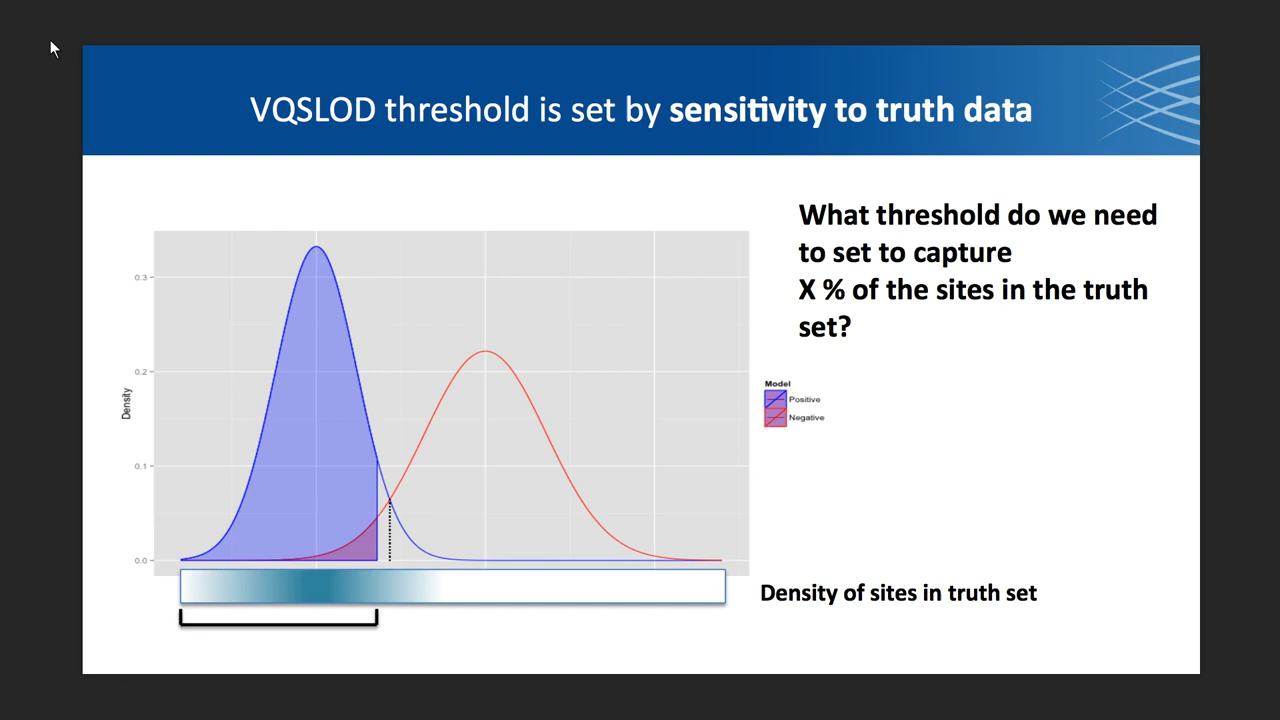 VQSLOD threshold is set by sensitivity to truth data
What threshold do we need
to set to capture
X % of the sites in the truth
set?
0.3
0.2
0.1
0.0
Density
Model
Positive
Negative
Density of sites in truth set